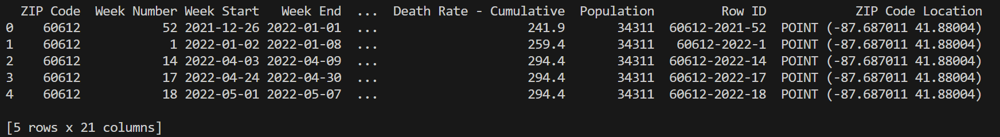 ZIP Code Week Number Week Start Week End ... Death Rate - Cumulative Population Row ID ZIP Code Location
0 60612 52 2021-12-26 2022-01-01 ... 241.9 34311 60612-2021-52 POINT (-87.687011 41.88004)
1 60612 1 2022-01-02 2022-01-08 ... 259.4 34311 60612-2022-1 POINT (-87.687011 41.88004)
2 60612 14 2022-04-03 2022-04-09 ... 294.4 34311 60612-2022-14 POINT (-87.687011 41.88004)
3 60612 17 2022-04-24 2022-04-30 ... 294.4 34311 60612-2022-17 POINT (-87.687011 41.88004)
4 60612 18 2022-05-01 2022-05-07 ... 294.4 34311 60612-2022-18 POINT (-87.687011 41.88004)
[5 rows x 21 columns]